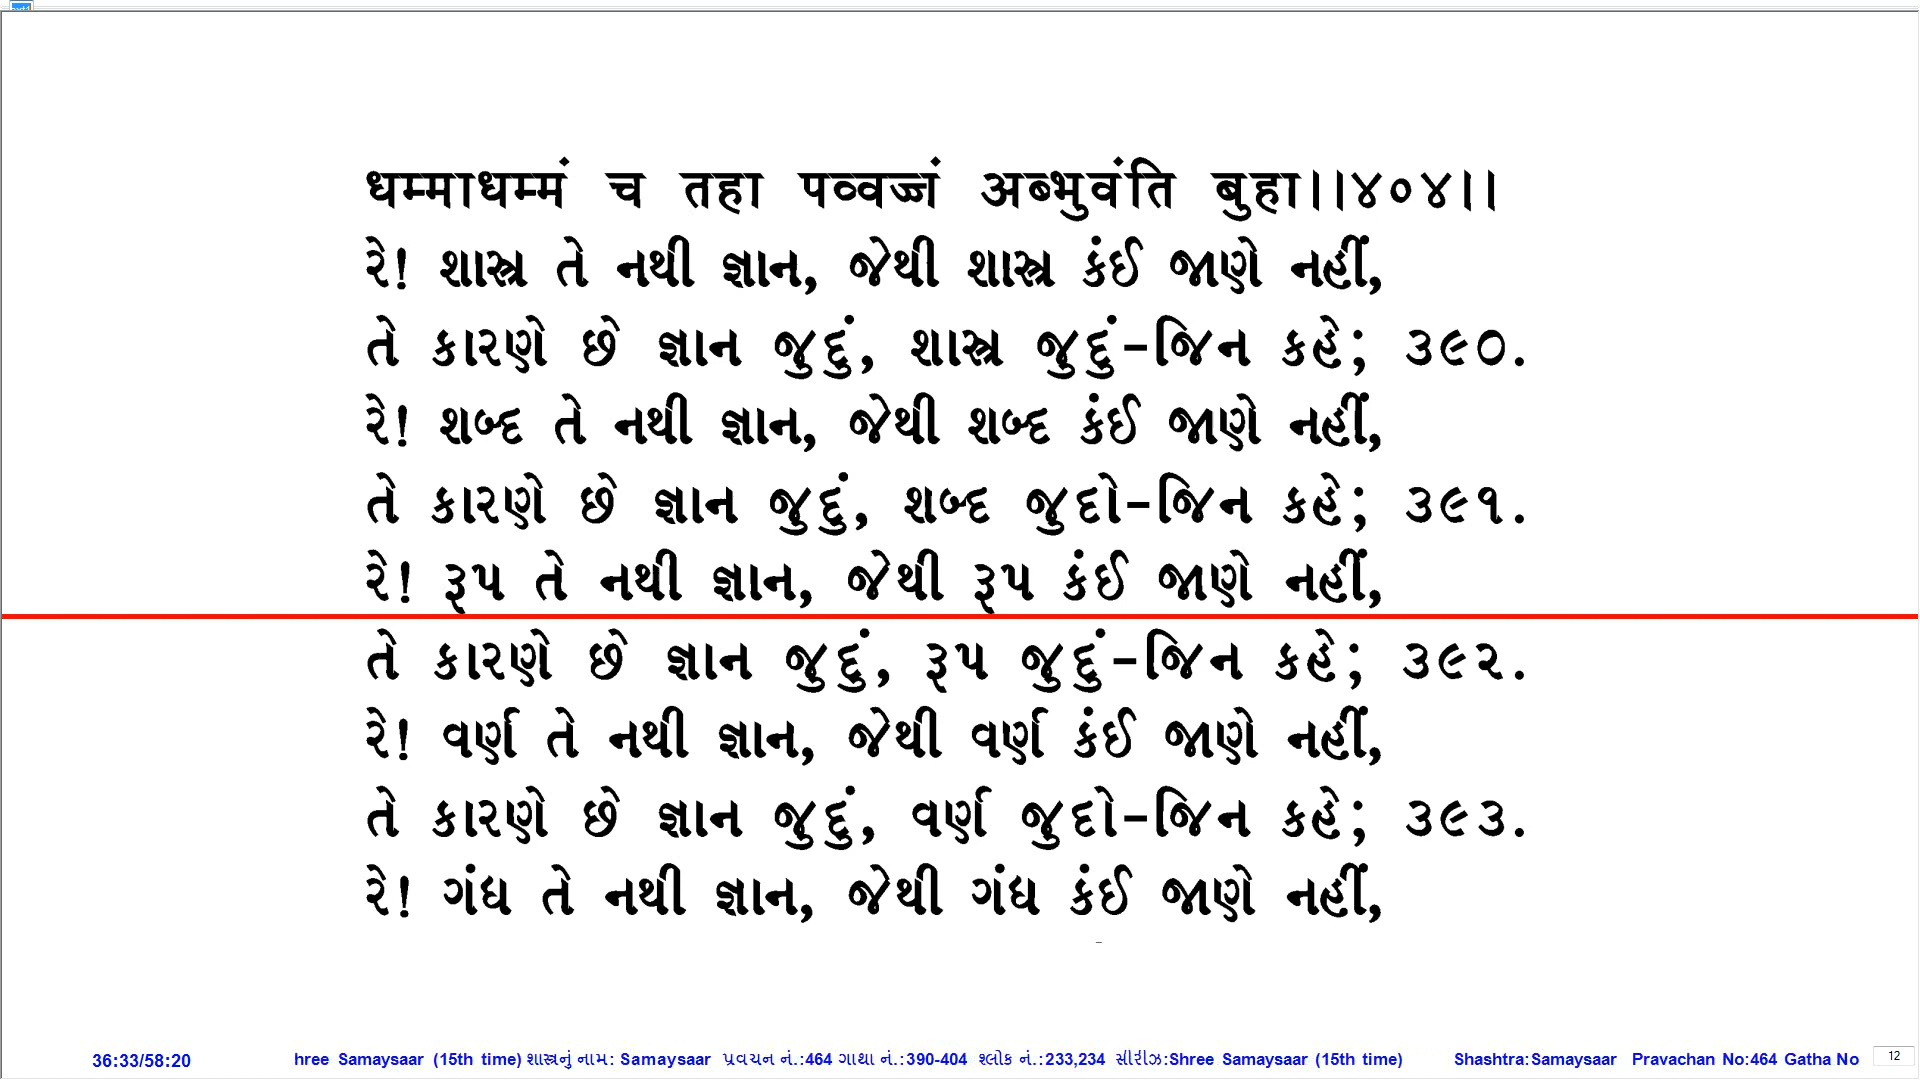 धम्माधम्मं च तहा पव्वज्जं अब्भुवंति बुहा।।४०४।।
રે! શાસ્ત્ર તે નથી જ્ઞાન, જેથી શાસ્ત્ર કંઈ જાણે નહીં,
તે કારણે છે જ્ઞાન જુદું, શાસ્ત્ર જુદું-જિન કહે; ૩૯૦.
રે! શબ્દ તે નથી જ્ઞાન, જેથી શબ્દ કંઈ જાણે નહીં,
તે કારણે છે જ્ઞાન જુદું, શબ્દ જુદો-જિન કહે; ૩૯૧.
રે! રૂપ તે નથી જ્ઞાન, જેથી રૂપ કંઈ જાણે નહીં,
તે કારણે છે જ્ઞાન જુદું, રૂપ જુદું-જિન કહે; ૩૯૨.
રે! વર્ણ તે નથી જ્ઞાન, જેથી વર્ણ કંઈ જાણે નહીં,
તે કારણે છે જ્ઞાન જુદું, વર્ણ જુદો-જિન કહે; ૩૯૩.
રે! ગંધ તે નથી જ્ઞાન, જેથી ગંધ કંઈ જાણે નહીં,
36:33/58:20 hree Samaysaar (15th time) શાસ્ત્રનું નામ: Samaysaar પ્રવચન નં.:464 ગાથા નં.:390-404 શ્લોક નં.:233,234 સીરીઝ:Shree Samaysaar (15th time) Shashtra:Samaysaar Pravachan No:464 Gatha No 12